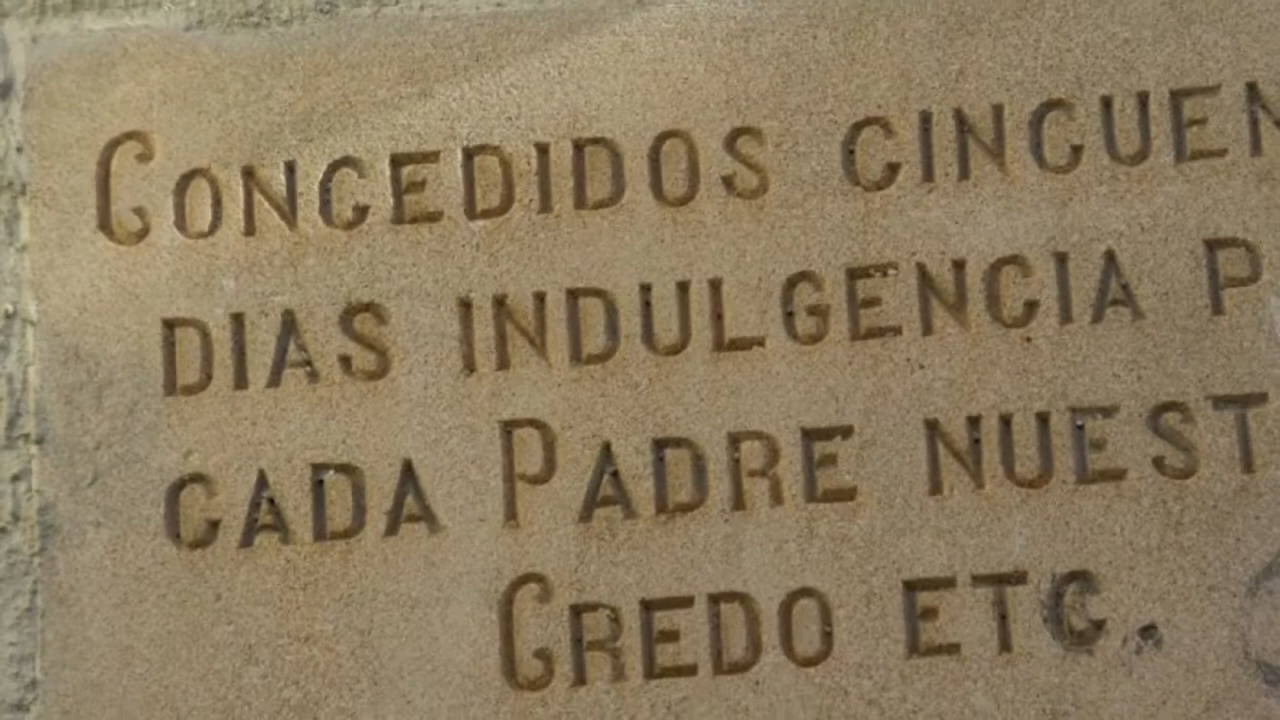 CONCEDIDOS CINCUEN
DIAS INDULGENCIA P
CADA PADRE NUEST
CREDO ETC.